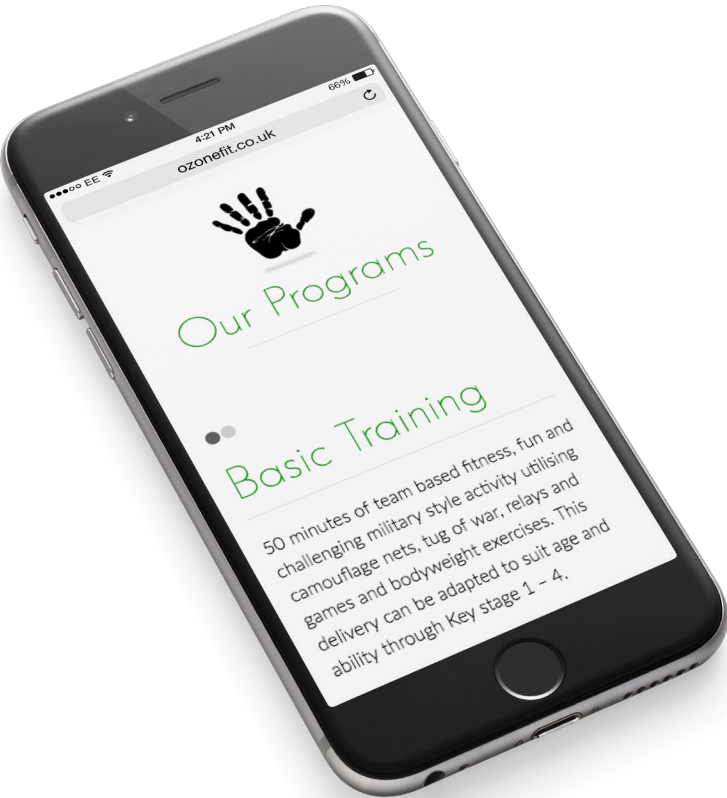 EE 4:21 PM 66%
ozonefit.co.uk
Our Programs
Basic Training
50 minutes of team based fitness, fun and
challenging military style activity utilising
camouflage nets, tug of war, relays and
games and bodyweight exercises. This
delivery can be adapted to suit age and
ability through Key stage 1 – 4.